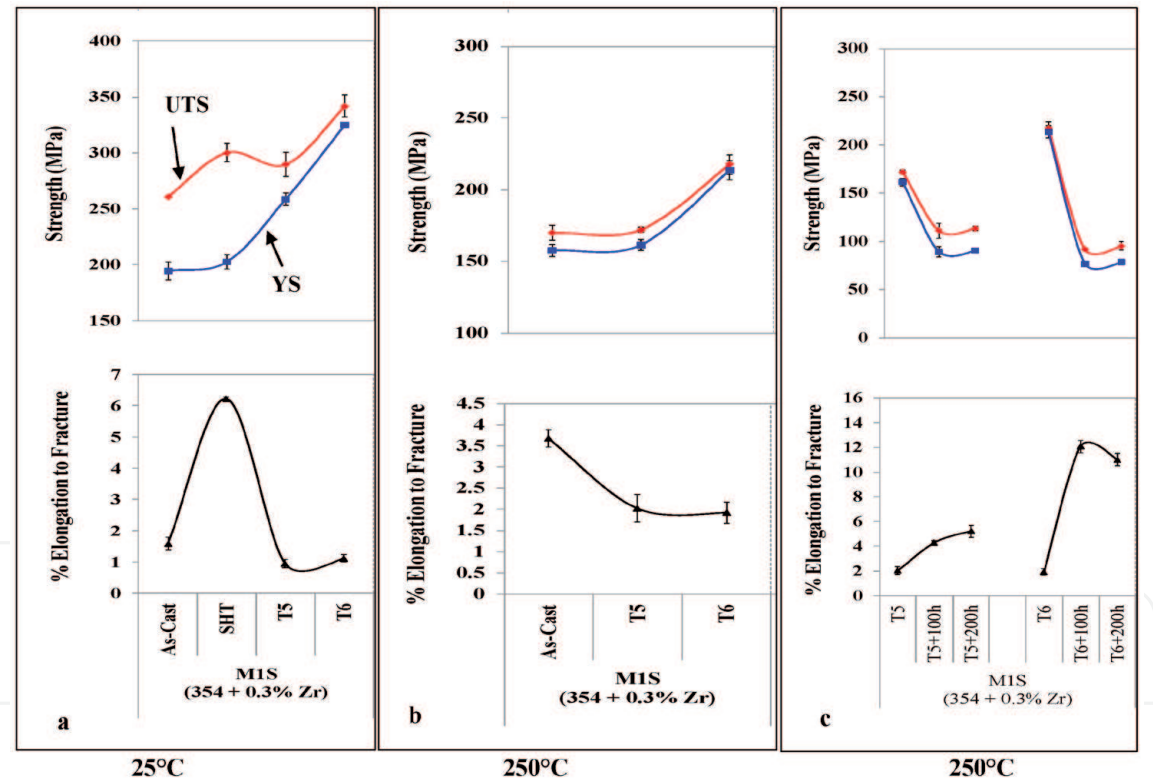 400
350
300
250
200
150
Strength (MPa)
UTS
YS
7
6
5
4
3
2
1
0
% Elongation to Fracture
As-Cast
SHT
T5
T6
M1S
(354 + 0.3% Zr)
a
25°C
300
250
200
150
100
Strength (MPa)
4.5
4
3.5
3
2.5
2
1.5
1
0.5
0
% Elongation to Fracture
As-Cast
T5
T6
M1S
(354 + 0.3% Zr)
b
250°C
300
250
200
150
100
50
0
Strength (MPa)
16
14
12
10
8
6
4
2
0
% Elongation to Fracture
T5
T5+100h
T5+200h
T6
T6+100h
T6+200h
M1S
(354 + 0.3% Zr)
c
250°C